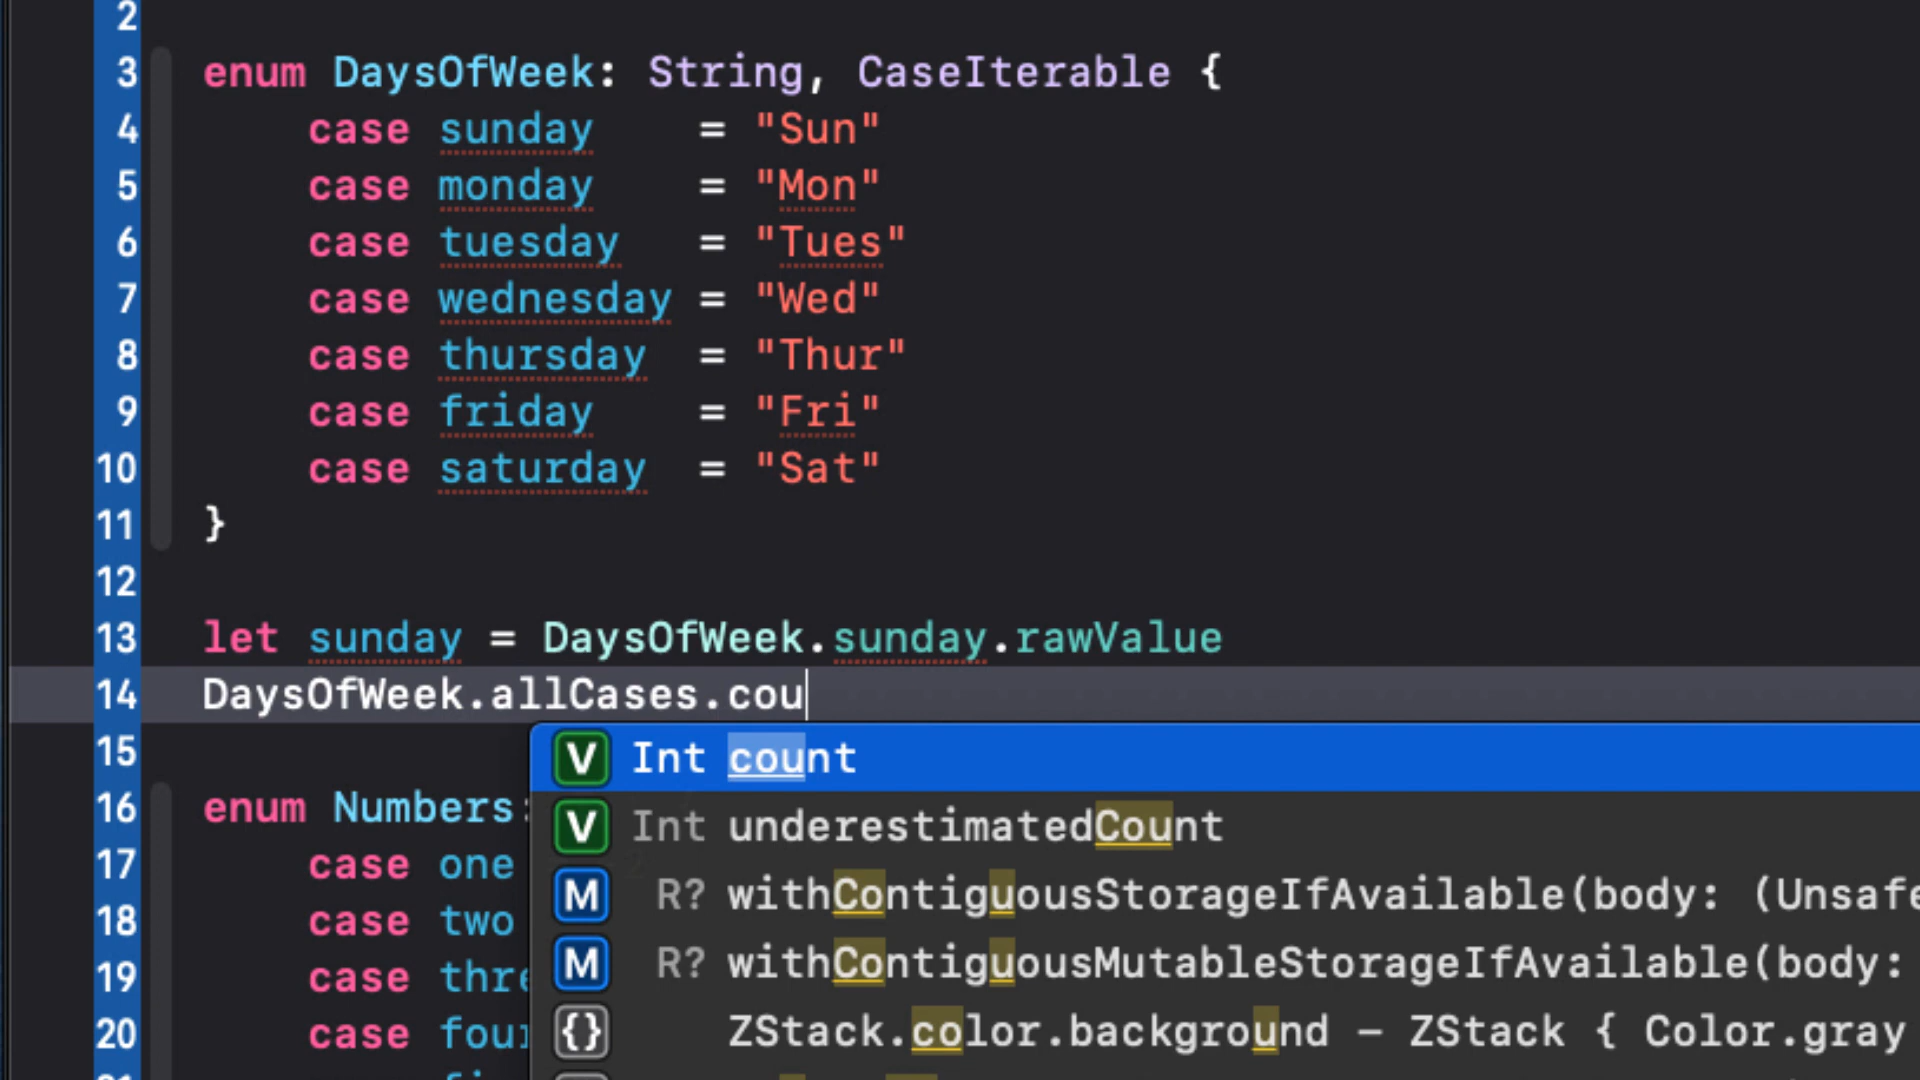 2
3 enum DaysOfWeek: String, CaseIterable {
4 case sunday = "Sun"
5 case monday = "Mon"
6 case tuesday = "Tues"
7 case wednesday = "Wed"
8 case thursday = "Thur"
9 case friday = "Fri"
10 case saturday = "Sat"
11 }
12
13 let sunday = DaysOfWeek.sunday.rawValue
14 DaysOfWeek.allCases.cou
15
V Int count
16 enum Numbers:
V Int underestimatedCount
17 case one
M R? withContiguousStorageIfAvailable(body: (Unsafe
18 case two
M R? withContiguousMutableStorageIfAvailable(body:
19 case thre
20 case four
{} ZStack.color.background – ZStack { Color.gray